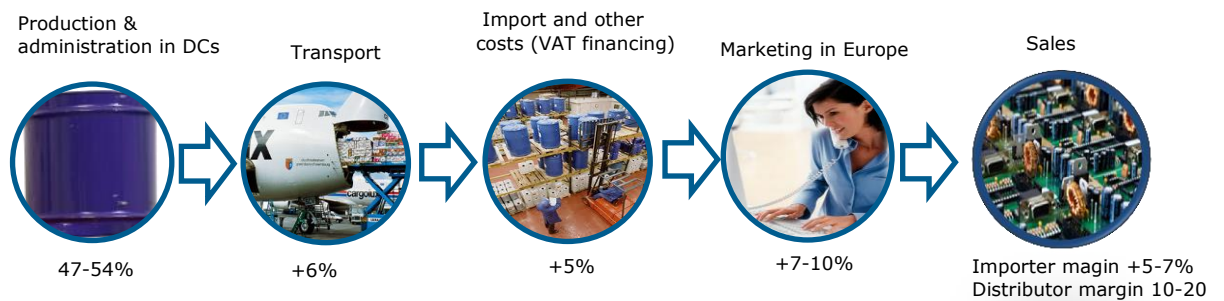 Production &
administration in DCs
Transport
Import and other
costs (VAT financing)
Marketing in Europe
Sales
X
cargolux
47-54%
+6%
+5%
+7-10%
Importer magin +5-7%
Distributor margin 10-20